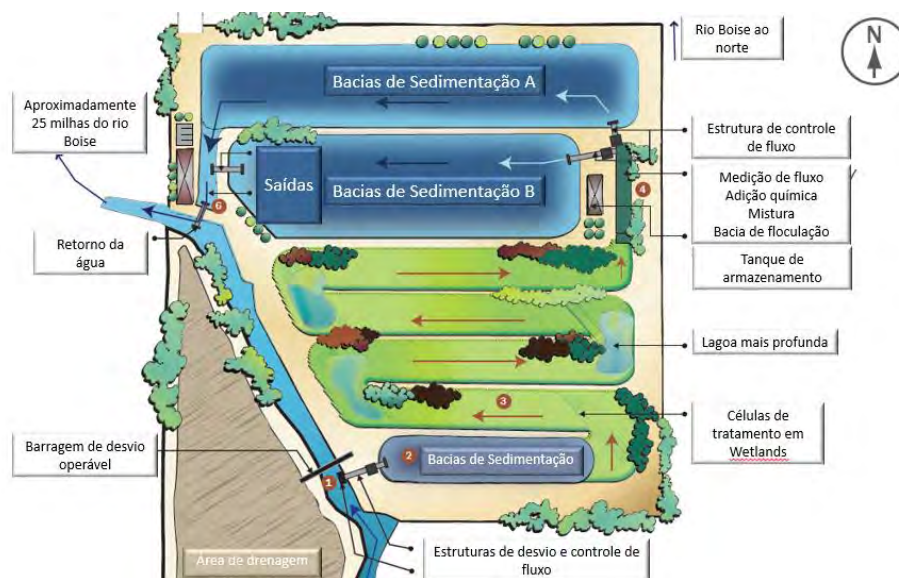 Rio Boise ao
norte
N
Bacias de Sedimentação A
Aproximadamente
25 milhas do rio
Boise
Estrutura de controle
de fluxo
Saídas
Bacias de Sedimentação B
4
Medição de fluxo
Adição química
Mistura
Bacia de floculação
6
Retorno da
água
Tanque de
armazenamento
Lagoa mais profunda
3
Células de
tratamento em
Wetlands
Barragem de desvio
operável
2
Bacias de Sedimentação
1
Área de drenagem
Estruturas de desvio e controle de
fluxo